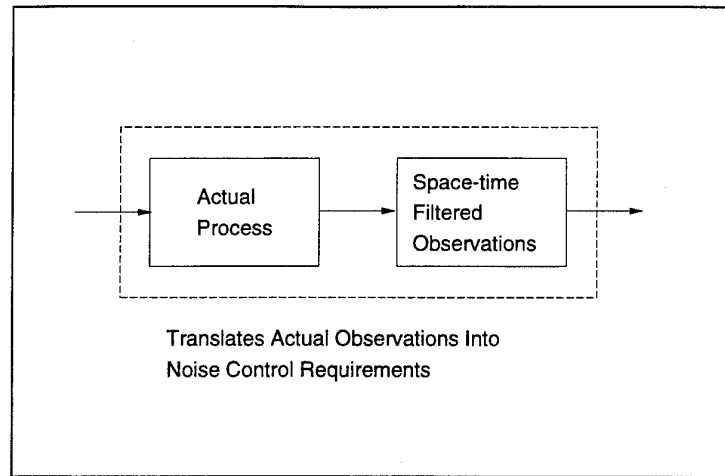 Actual
Process
Space-time
Filtered
Observations
Translates Actual Observations Into
Noise Control Requirements